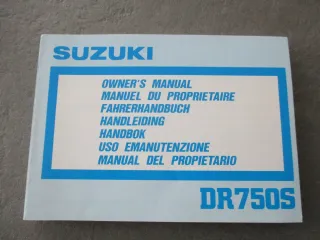 SUZUKI
OWNER'S MANUAL
MANUEL DU PROPRIETAIRE
FAHRERHANDBUCH
HANDLEIDING
HANDBOK
USO EMANUTENZIONE
MANUAL DEL PROPIETARIO
DR750S